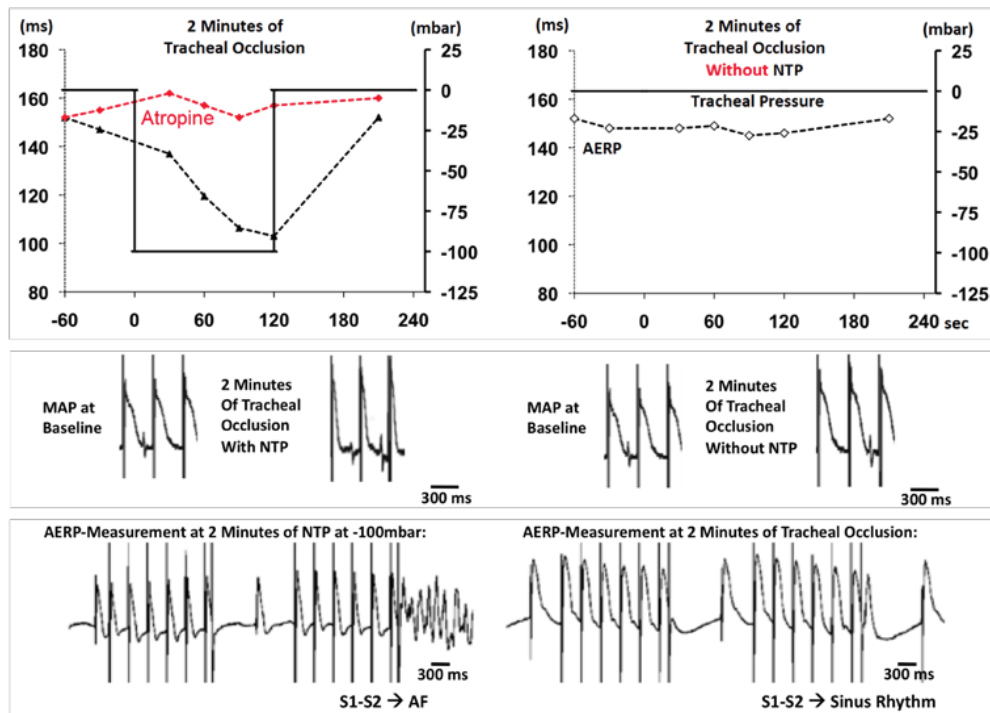 (ms)
2 Minutes of
Tracheal Occlusion
(mbar)
180
160
140
120
100
80
25
0
-25
-50
-75
-100
-125
Atropine
-60 0 60 120 180 240
(ms)
2 Minutes of
Tracheal Occlusion
Without NTP
(mbar)
Tracheal Pressure
AERP
180
160
140
120
100
80
25
0
-25
-50
-75
-100
-125
-60 0 60 120 180 240 sec
MAP at
Baseline
2 Minutes
Of Tracheal
Occlusion
With NTP
300 ms
MAP at
Baseline
2 Minutes
Of Tracheal
Occlusion
Without NTP
300 ms
AERP-Measurement at 2 Minutes of NTP at -100mbar:
300 ms
S1-S2 → AF
AERP-Measurement at 2 Minutes of Tracheal Occlusion:
300 ms
S1-S2 → Sinus Rhythm